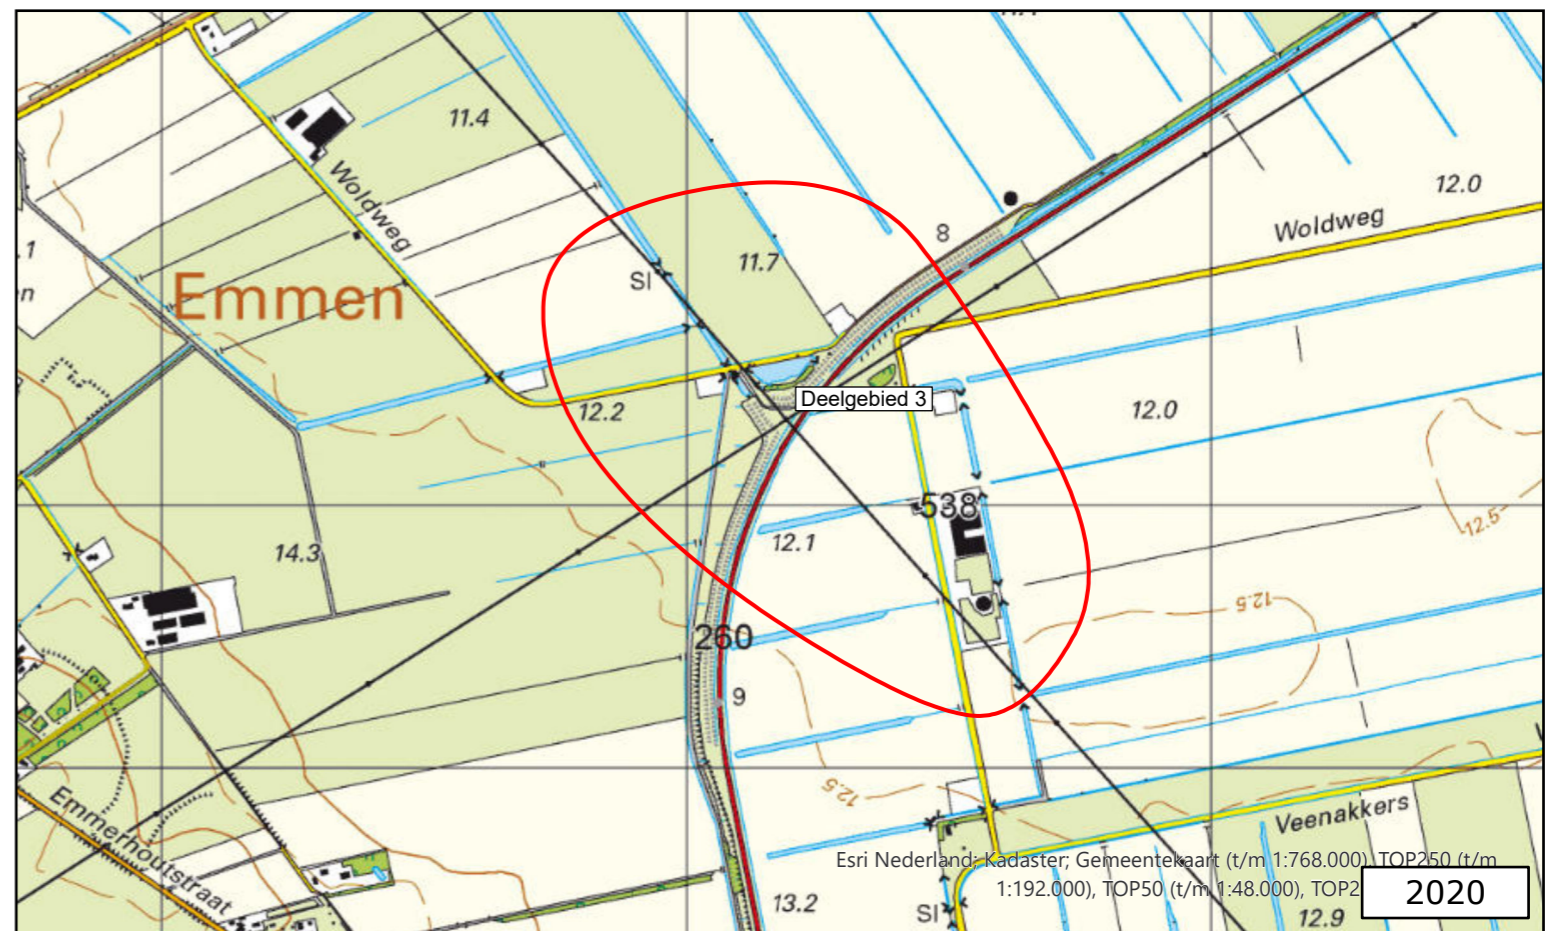 11.4
12.0
Woldweg
Woldweg
8
.1
11.7
SI
n
Emmen
Deelgebied 3
12.2
12.0
538
12.5
14.3
12.1
12.5
260
9
12.5
Emmerhoutstraat
Veenakkers
Esri Nederland; Kadaster; Gemeentekaart (t/m 1:768.000), TOP250 (t/m
1:192.000), TOP50 (t/m 1:48.000), TOP2
2020
13.2
SI
12.9